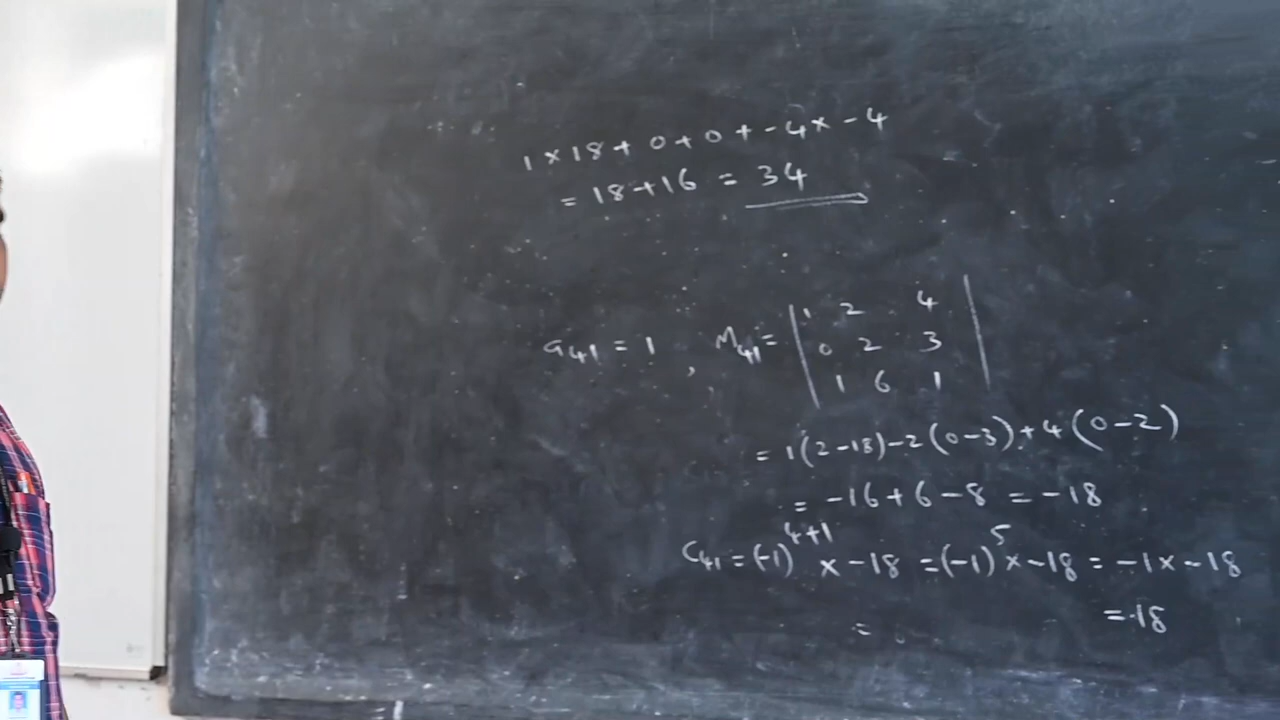 1 × 18 + 0 + 0 + -4 × -4
= 18 + 16 = 34
a₄₁ = 1 , M₄₁ = | 1 2 4
0 2 3
1 6 1 |
= 1(2-18)-2(0-3)+4(0-2)
= -16+6-8 = -18
C₄₁ = (-1)⁴⁺¹ × -18 = (-1)⁵ × -18 = -1 × -18
= 18
=